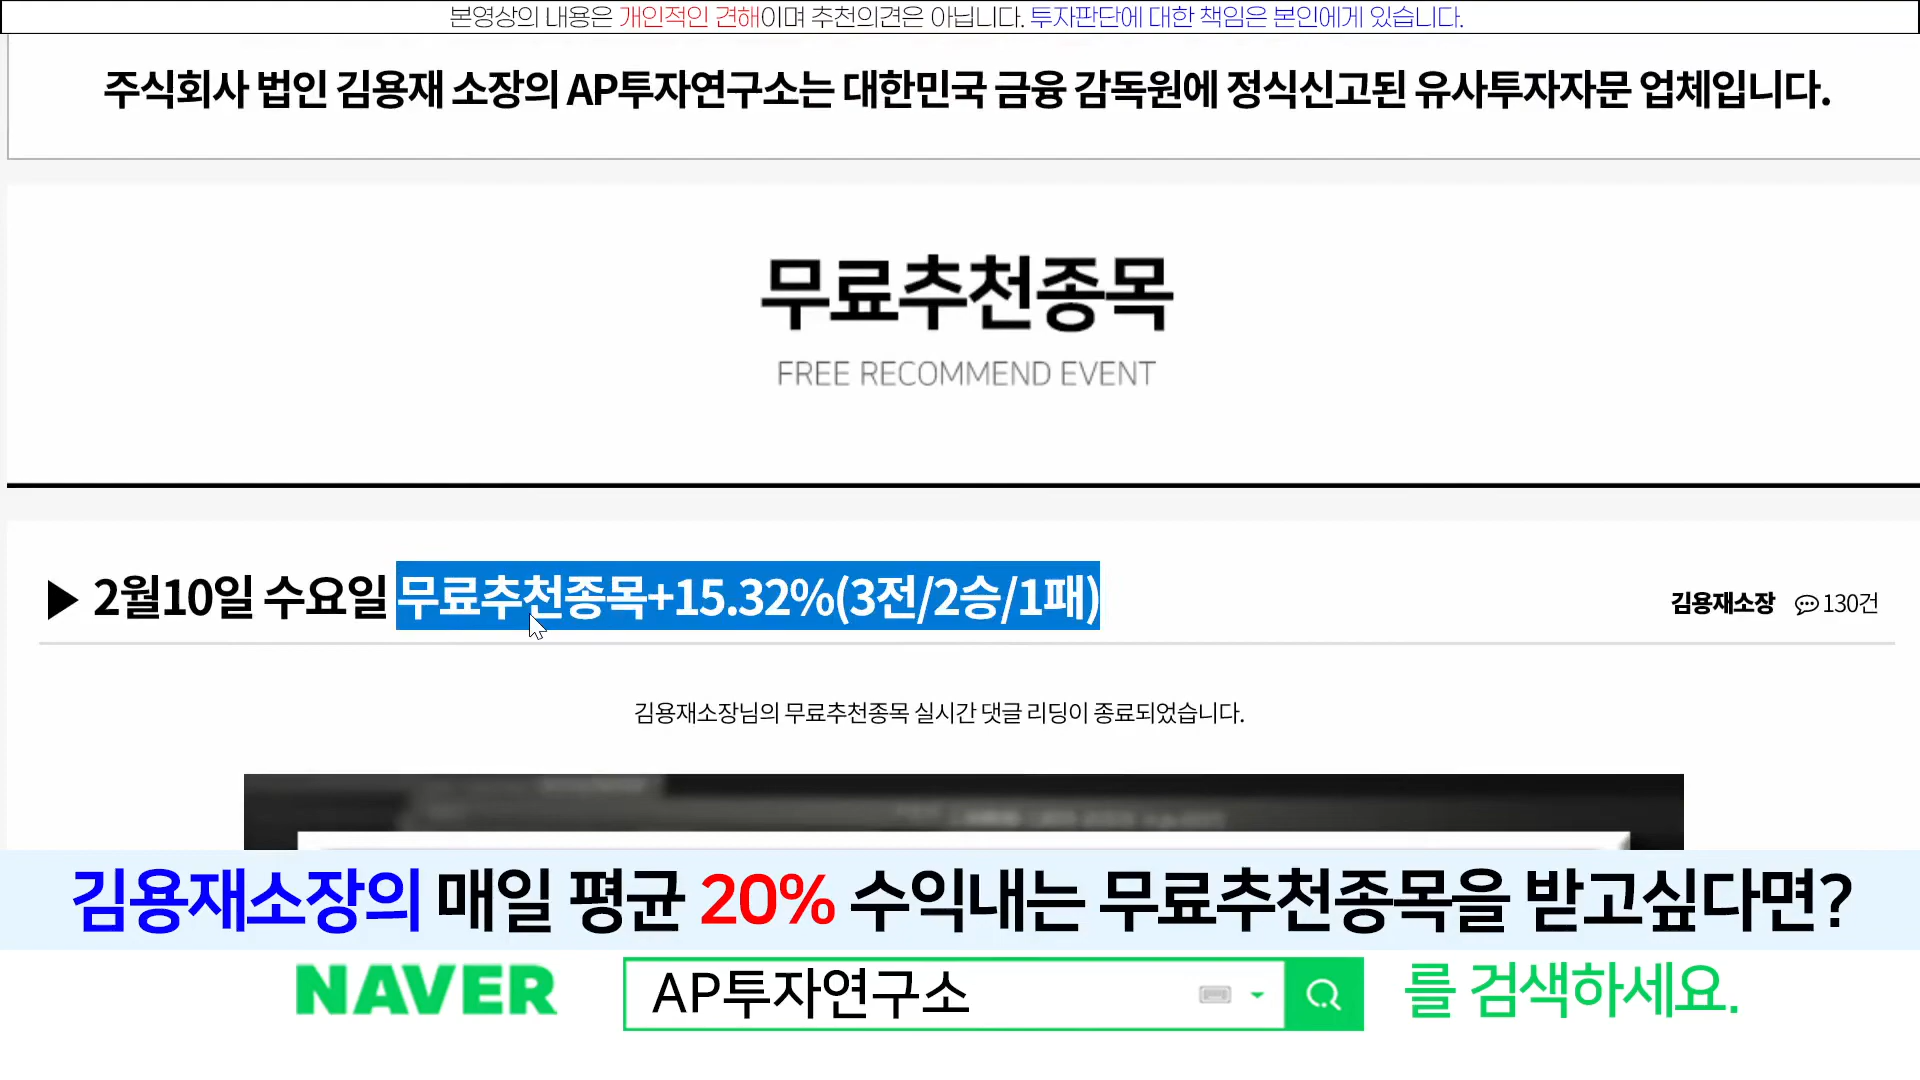 본영상의 내용은 개인적인 견해이며 추천의견은 아닙니다. 투자판단에 대한 책임은 본인에게 있습니다.
주식회사 법인 김용재 소장의 AP투자연구소는 대한민국 금융 감독원에 정식신고된 유사투자자문 업체입니다.
무료추천종목
FREE RECOMMEND EVENT
▶ 2월10일 수요일 무료추천종목+15.32%(3전/2승/1패)
김용재소장 130건
김용재소장님의 무료추천종목 실시간 댓글 리딩이 종료되었습니다.
김용재소장의 매일 평균 20% 수익내는 무료추천종목을 받고싶다면?
NAVER AP투자연구소 를 검색하세요.